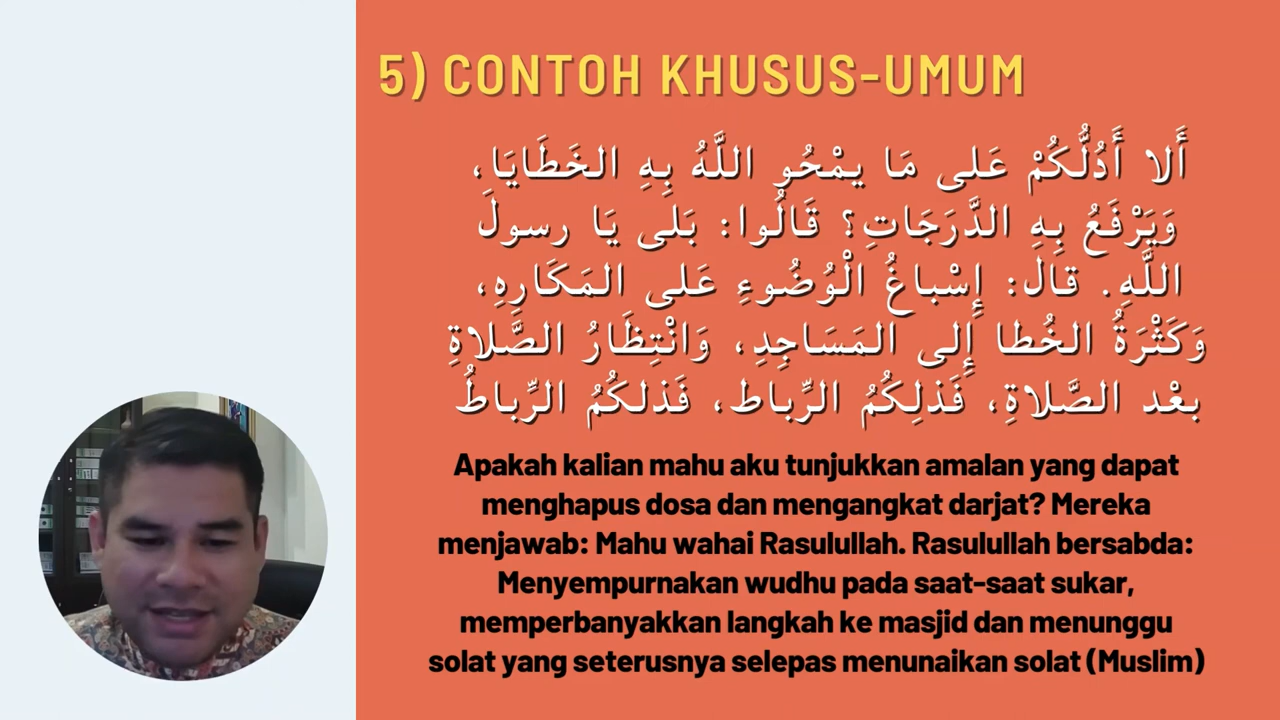 5) CONTOH KHUSUS-UMUM
أَلا أَدُلُّكُمْ عَلى مَا يمْحُو اللَّهُ بِهِ الخَطَايَا،
وَيَرْفَعُ بِهِ الدَّرَجَاتِ؟ قَالُوا: بَلى يَا رسولَ
اللَّهِ. قالَ: إِسْباغُ الْوُضُوءِ عَلى المَكَارِهِ،
وَكَثْرَةُ الخُطا إِلى المَسَاجِدِ، وَانْتِظَارُ الصَّلاةِ
بعْد الصَّلاةِ، فَذلِكُمُ الرِّباط، فَذلكُمُ الرِّباطُ
Apakah kalian mahu aku tunjukkan amalan yang dapat
menghapus dosa dan mengangkat darjat? Mereka
menjawab: Mahu wahai Rasulullah. Rasulullah bersabda:
Menyempurnakan wudhu pada saat-saat sukar,
memperbanyakkan langkah ke masjid dan menunggu
solat yang seterusnya selepas menunaikan solat (Muslim)